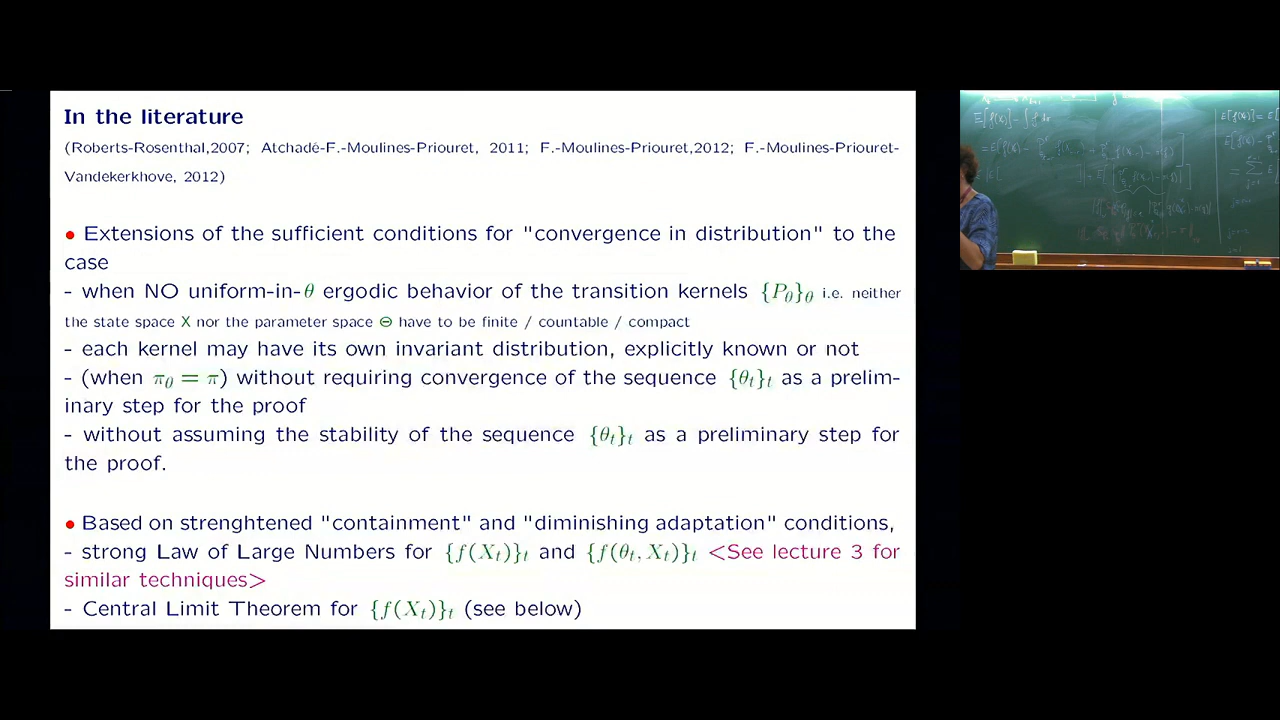 In the literature
(Roberts-Rosenthal,2007; Atchadé-F.-Moulines-Priouret, 2011; F.-Moulines-Priouret,2012; F.-Moulines-Priouret-
Vandekerkhove, 2012)
• Extensions of the sufficient conditions for "convergence in distribution" to the
case
- when NO uniform-in-θ ergodic behavior of the transition kernels {P_θ}_θ i.e. neither
the state space X nor the parameter space Θ have to be finite / countable / compact
- each kernel may have its own invariant distribution, explicitly known or not
- (when π_θ = π) without requiring convergence of the sequence {θ_t}_t as a prelim-
inary step for the proof
- without assuming the stability of the sequence {θ_t}_t as a preliminary step for
the proof.
• Based on strenghtened "containment" and "diminishing adaptation" conditions,
- strong Law of Large Numbers for {f(X_t)}_t and {f(θ_t, X_t)}_t <See lecture 3 for
similar techniques>
- Central Limit Theorem for {f(X_t)}_t (see below)